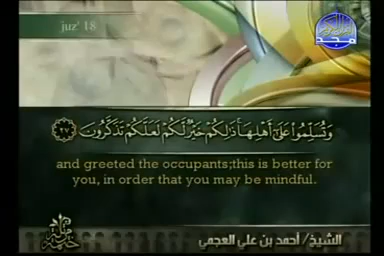 juz' 18
المجد
وَتُسَلِّمُوا۟ عَلَىٰٓ أَهْلِهَا ۚ ذَٰلِكُمْ خَيْرٌ لَّكُمْ لَعَلَّكُمْ تَذَكَّرُونَ ٢٧
and greeted the occupants;this is better for
you, in order that you may be mindful.
الشيخ/ أحمد بن علي العجمي